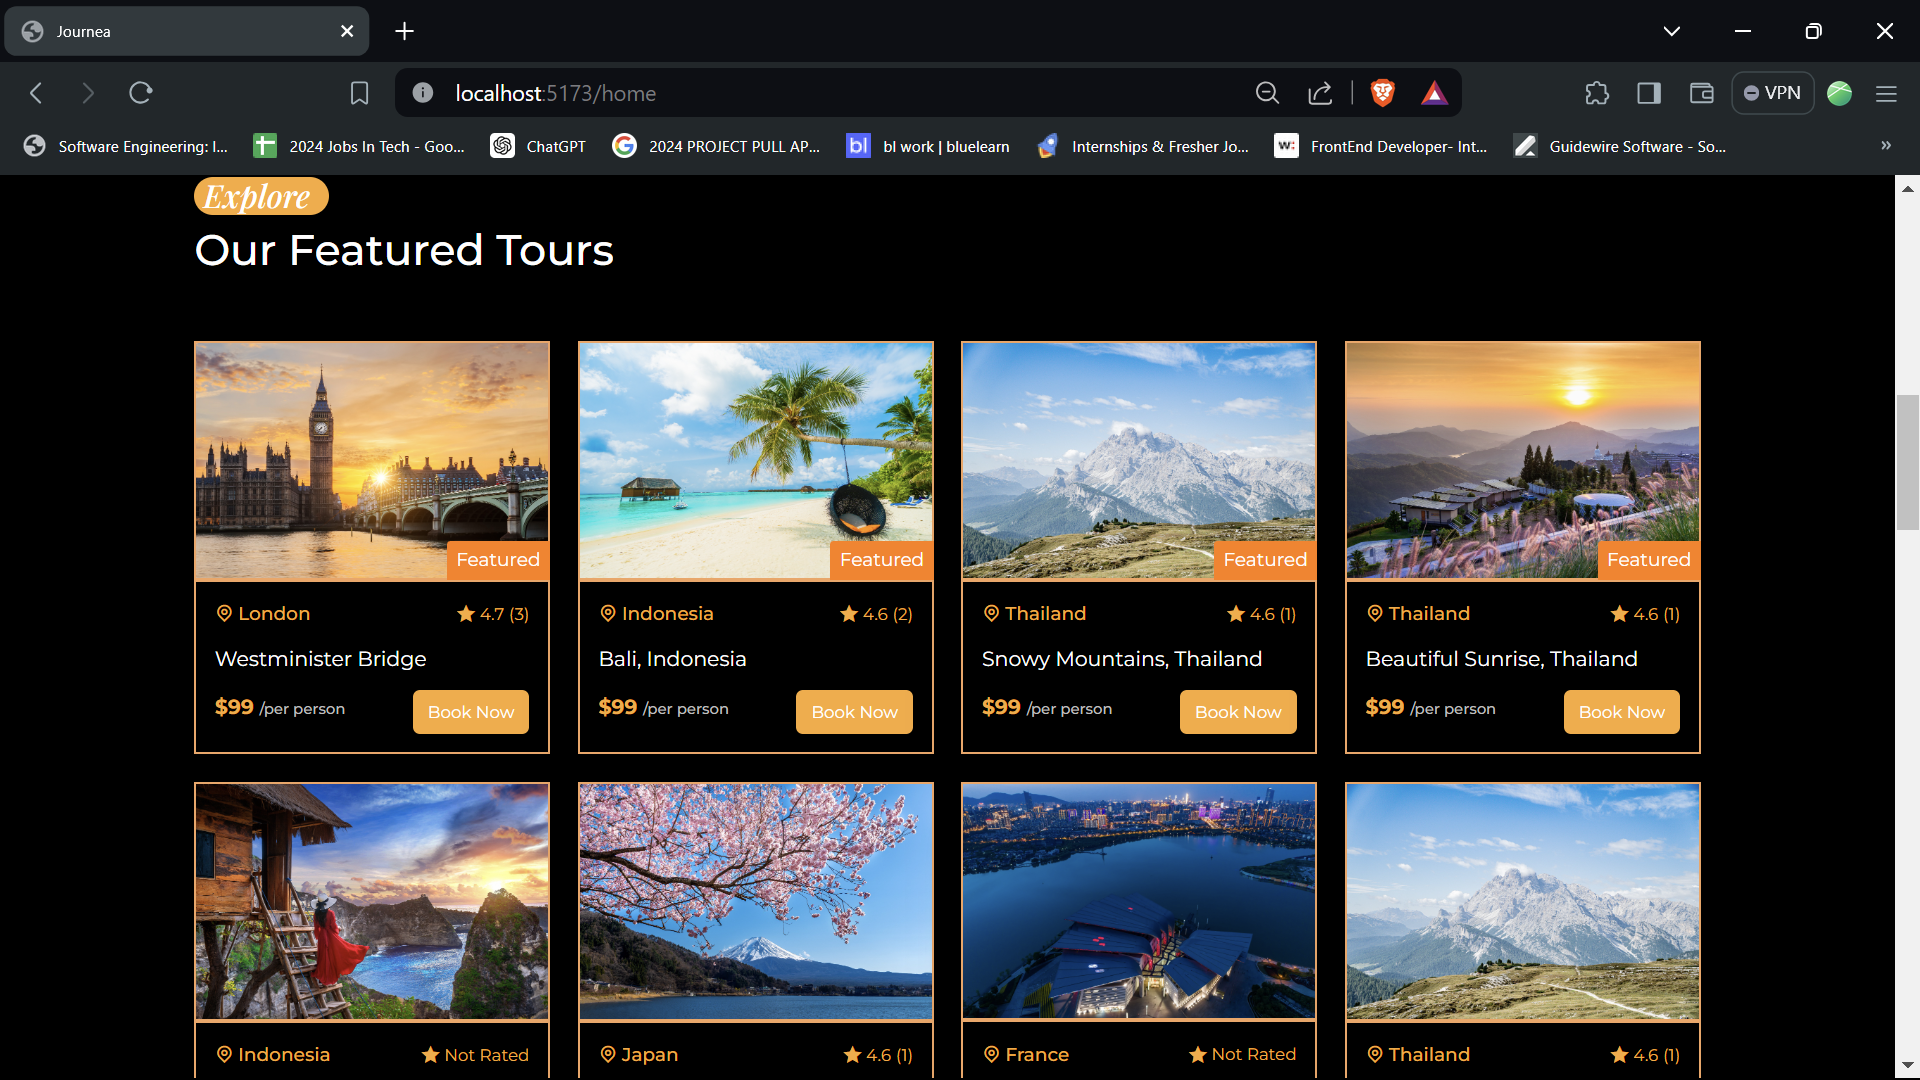 Journea
localhost:5173/home
VPN
Software Engineering: I...
2024 Jobs In Tech - Goo...
ChatGPT
2024 PROJECT PULL AP...
bl
bl work | bluelearn
Internships & Fresher Jo...
w:
FrontEnd Developer- Int...
Guidewire Software - So...
»
Explore
Our Featured Tours
Featured
Featured
Featured
Featured
London 4.7 (3)
Westminister Bridge
$99 /per person Book Now
Indonesia 4.6 (2)
Bali, Indonesia
$99 /per person Book Now
Thailand 4.6 (1)
Snowy Mountains, Thailand
$99 /per person Book Now
Thailand 4.6 (1)
Beautiful Sunrise, Thailand
$99 /per person Book Now
Indonesia Not Rated
Japan 4.6 (1)
France Not Rated
Thailand 4.6 (1)